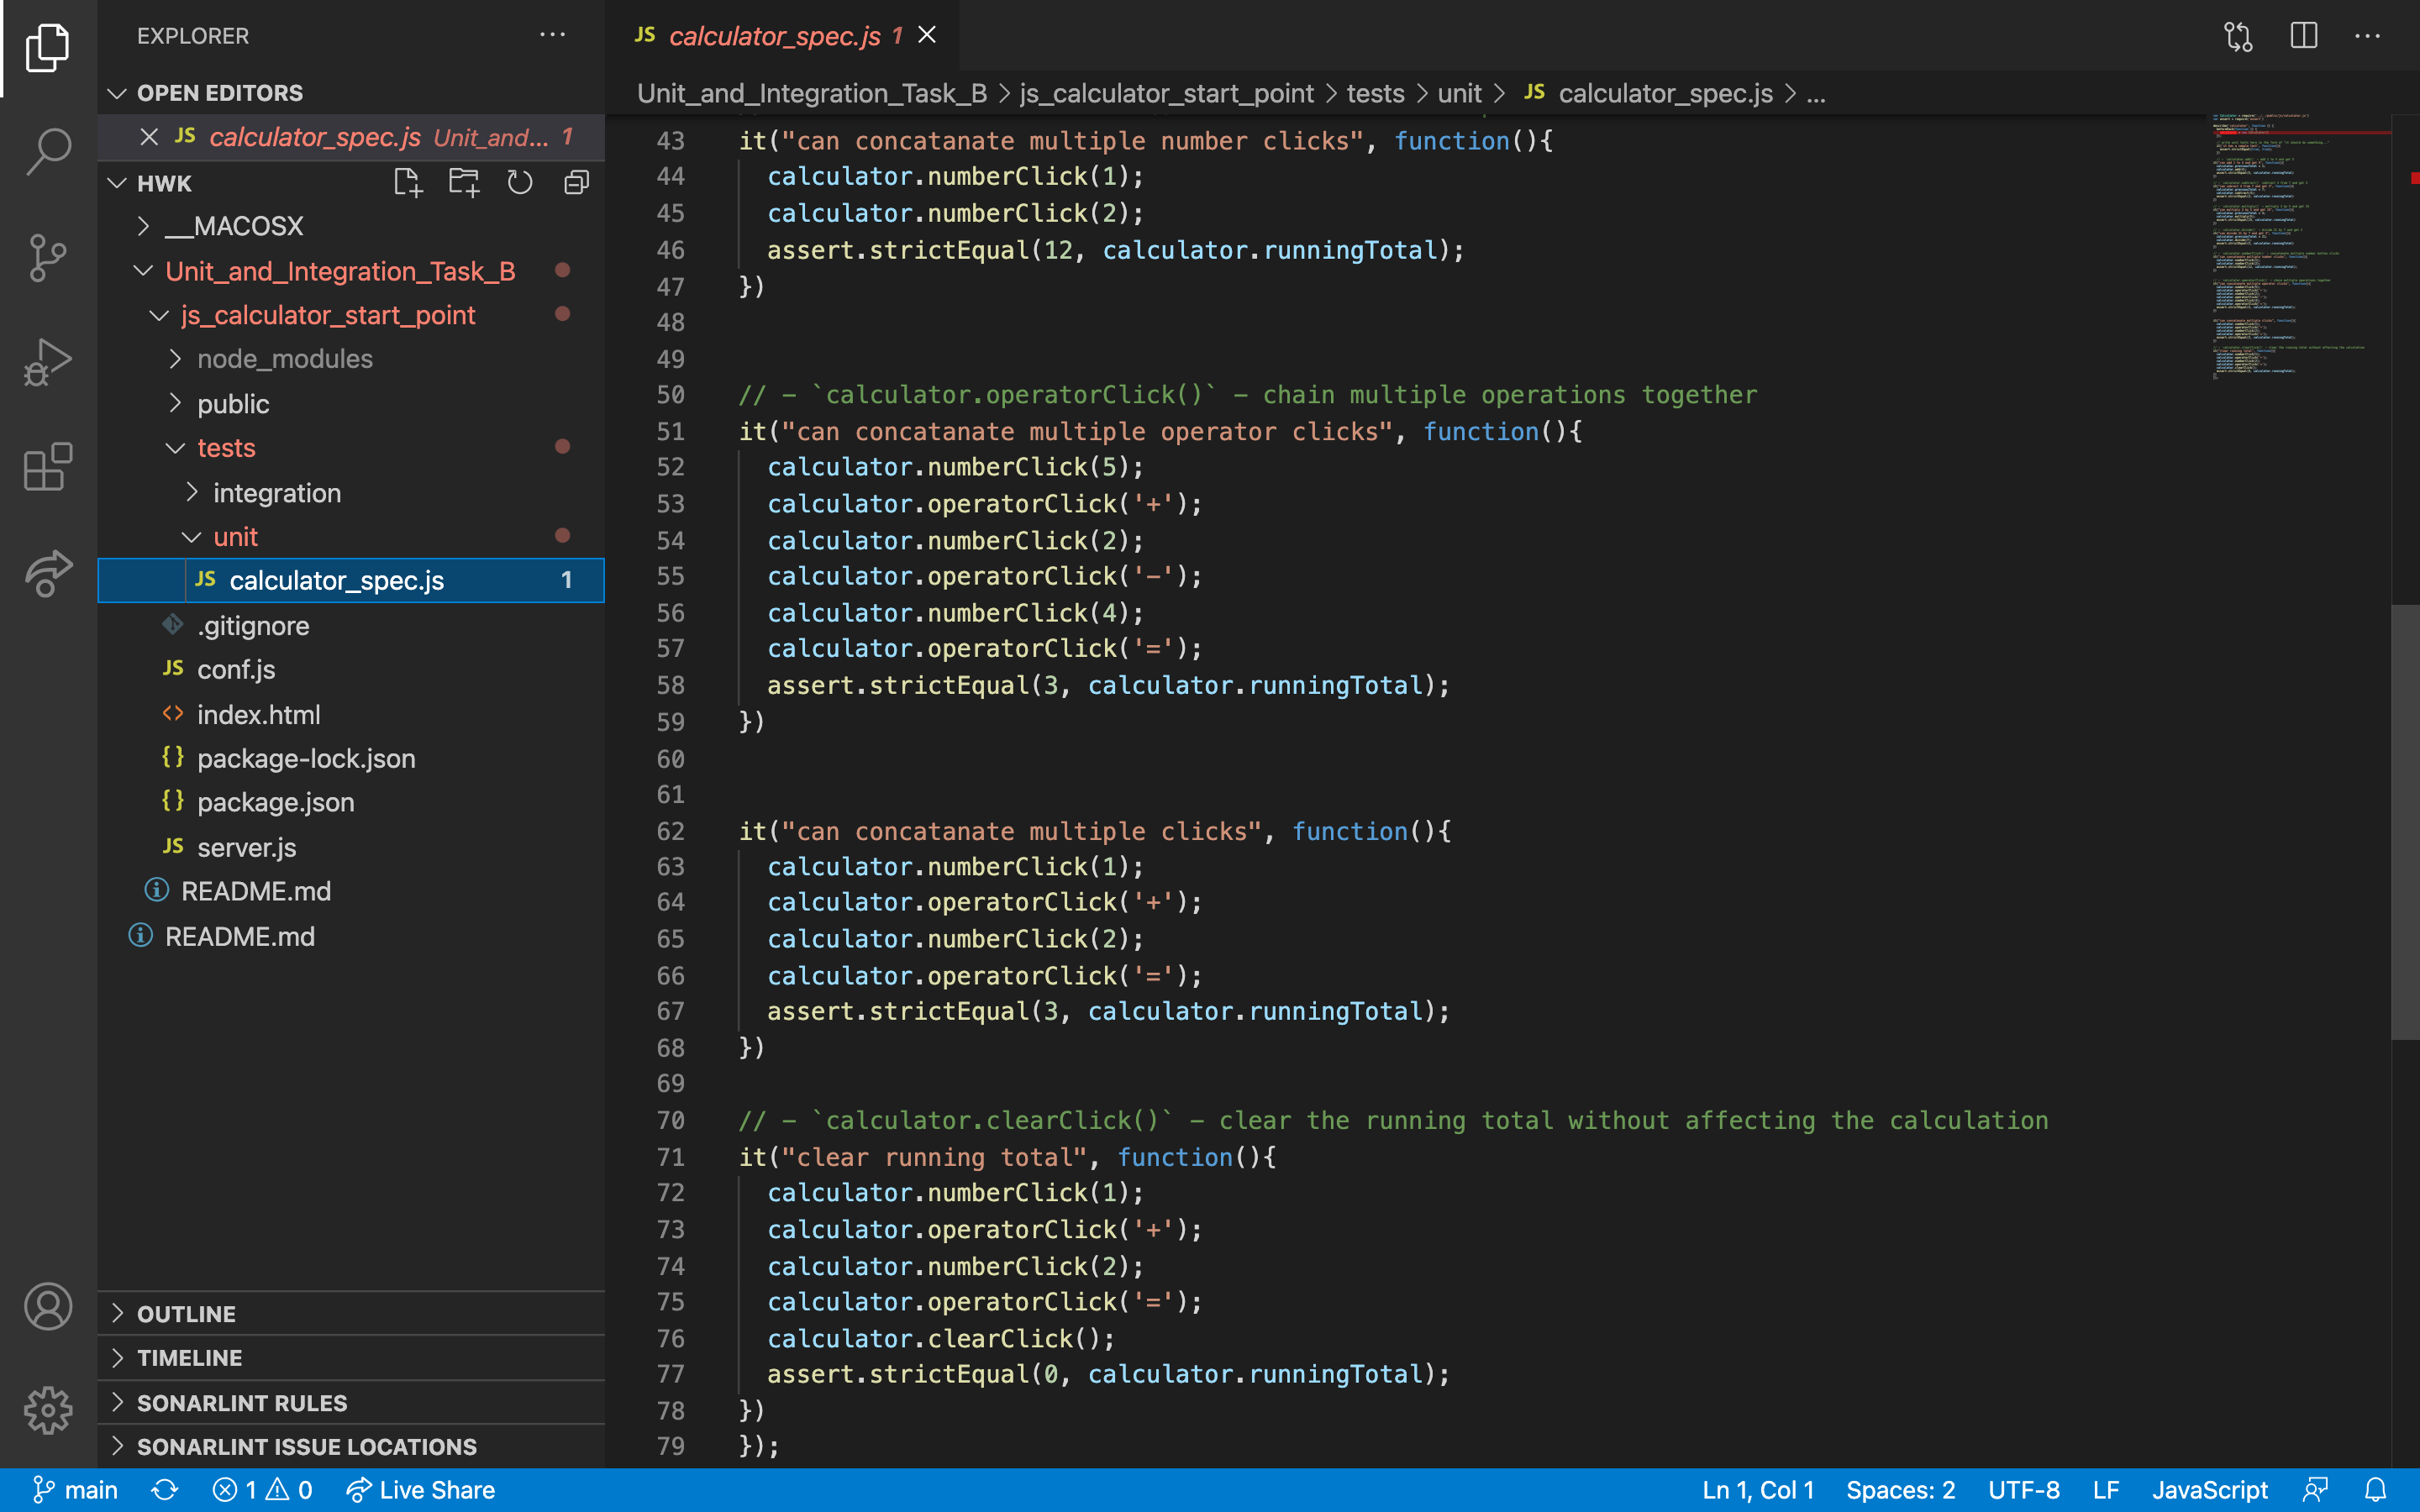 EXPLORER
OPEN EDITORS
JS calculator_spec.js Unit_and... 1
HWK
__MACOSX
Unit_and_Integration_Task_B
js_calculator_start_point
node_modules
public
tests
integration
unit
JS calculator_spec.js 1
.gitignore
JS conf.js
<> index.html
{} package-lock.json
{} package.json
JS server.js
README.md
README.md
OUTLINE
TIMELINE
SONARLINT RULES
SONARLINT ISSUE LOCATIONS
JS calculator_spec.js 1
Unit_and_Integration_Task_B > js_calculator_start_point > tests > unit > JS calculator_spec.js > ...
43 it("can concatanate multiple number clicks", function(){
44 calculator.numberClick(1);
45 calculator.numberClick(2);
46 assert.strictEqual(12, calculator.runningTotal);
47 })
48
49
50 // - `calculator.operatorClick()` - chain multiple operations together
51 it("can concatanate multiple operator clicks", function(){
52 calculator.numberClick(5);
53 calculator.operatorClick('+');
54 calculator.numberClick(2);
55 calculator.operatorClick('-');
56 calculator.numberClick(4);
57 calculator.operatorClick('=');
58 assert.strictEqual(3, calculator.runningTotal);
59 })
60
61
62 it("can concatanate multiple clicks", function(){
63 calculator.numberClick(1);
64 calculator.operatorClick('+');
65 calculator.numberClick(2);
66 calculator.operatorClick('=');
67 assert.strictEqual(3, calculator.runningTotal);
68 })
69
70 // - `calculator.clearClick()` - clear the running total without affecting the calculation
71 it("clear running total", function(){
72 calculator.numberClick(1);
73 calculator.operatorClick('+');
74 calculator.numberClick(2);
75 calculator.operatorClick('=');
76 calculator.clearClick();
77 assert.strictEqual(0, calculator.runningTotal);
78 })
79 });
main 1 0 Live Share Ln 1, Col 1 Spaces: 2 UTF-8 LF JavaScript